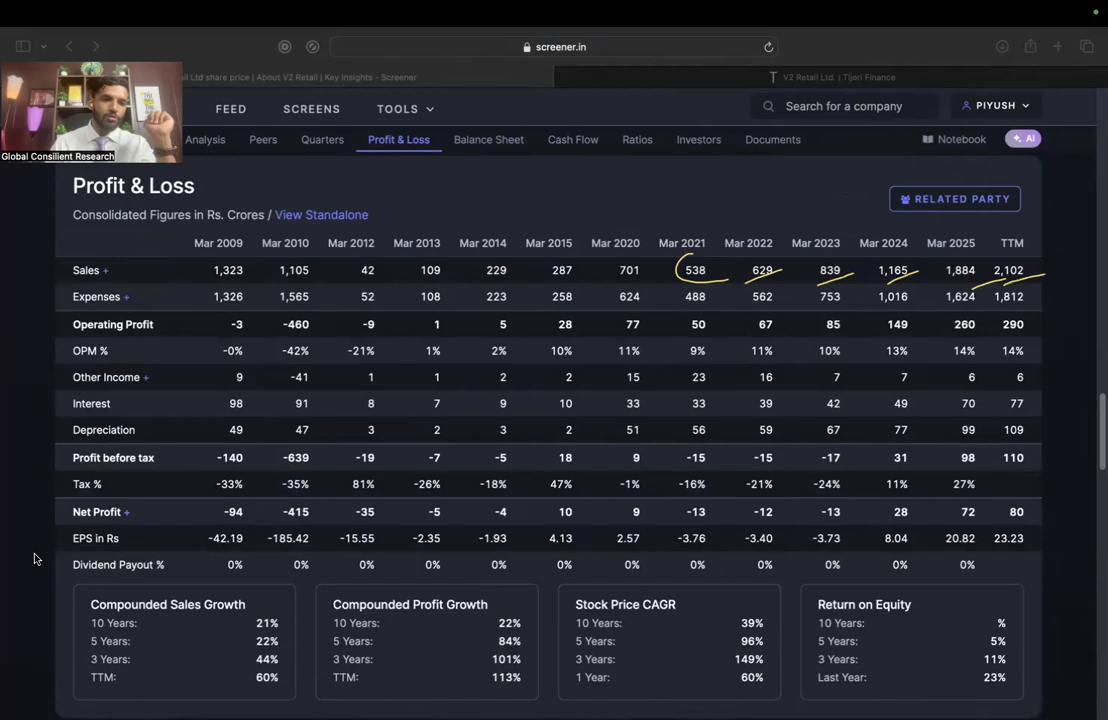 screener.in
ail Ltd share price | About V2 Retail | Key Insights - Screener
V2 Retail Ltd. | Tijori Finance
FEED SCREENS TOOLS Search for a company PIYUSH
Global Consilient Research
Analysis Peers Quarters Profit & Loss Balance Sheet Cash Flow Ratios Investors Documents Notebook AI
Profit & Loss
RELATED PARTY
Consolidated Figures in Rs. Crores / View Standalone
Mar 2009 Mar 2010 Mar 2012 Mar 2013 Mar 2014 Mar 2015 Mar 2020 Mar 2021 Mar 2022 Mar 2023 Mar 2024 Mar 2025 TTM
Sales + 1,323 1,105 42 109 229 287 701 538 629 839 1,165 1,884 2,102
Expenses + 1,326 1,565 52 108 223 258 624 488 562 753 1,016 1,624 1,812
Operating Profit -3 -460 -9 1 5 28 77 50 67 85 149 260 290
OPM % -0% -42% -21% 1% 2% 10% 11% 9% 11% 10% 13% 14% 14%
Other Income + 9 -41 1 1 2 2 15 23 16 7 7 6 6
Interest 98 91 8 7 9 10 33 33 39 42 49 70 77
Depreciation 49 47 3 2 3 2 51 56 59 67 77 99 109
Profit before tax -140 -639 -19 -7 -5 18 9 -15 -15 -17 31 98 110
Tax % -33% -35% 81% -26% -18% 47% -1% -16% -21% -24% 11% 27%
Net Profit + -94 -415 -35 -5 -4 10 9 -13 -12 -13 28 72 80
EPS in Rs -42.19 -185.42 -15.55 -2.35 -1.93 4.13 2.57 -3.76 -3.40 -3.73 8.04 20.82 23.23
Dividend Payout % 0% 0% 0% 0% 0% 0% 0% 0% 0% 0% 0% 0%
Compounded Sales Growth
10 Years: 21%
5 Years: 22%
3 Years: 44%
TTM: 60%
Compounded Profit Growth
10 Years: 22%
5 Years: 84%
3 Years: 101%
TTM: 113%
Stock Price CAGR
10 Years: 39%
5 Years: 96%
3 Years: 149%
1 Year: 60%
Return on Equity
10 Years: %
5 Years: 5%
3 Years: 11%
Last Year: 23%